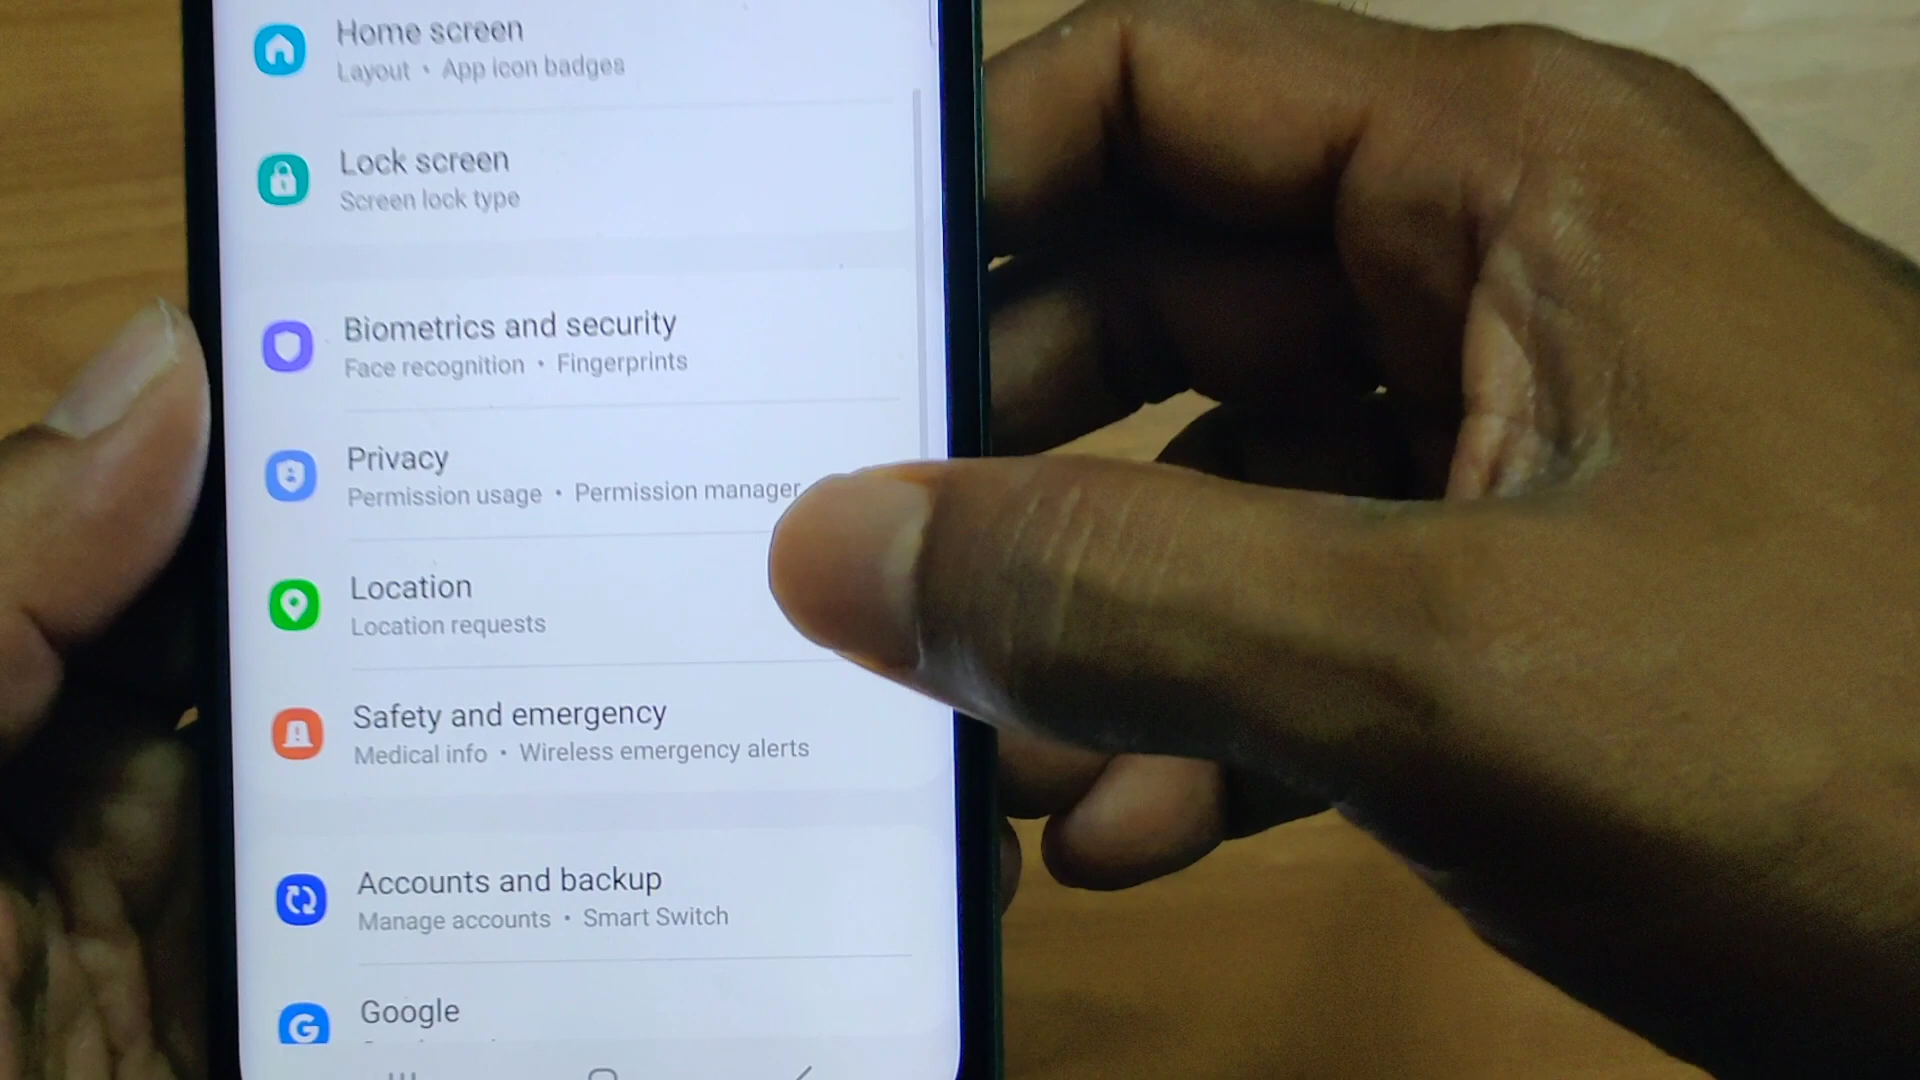 Home screen
Layout • App icon badges
Lock screen
Screen lock type
Biometrics and security
Face recognition • Fingerprints
Privacy
Permission usage • Permission manager
Location
Location requests
Safety and emergency
Medical info • Wireless emergency alerts
Accounts and backup
Manage accounts • Smart Switch
G Google